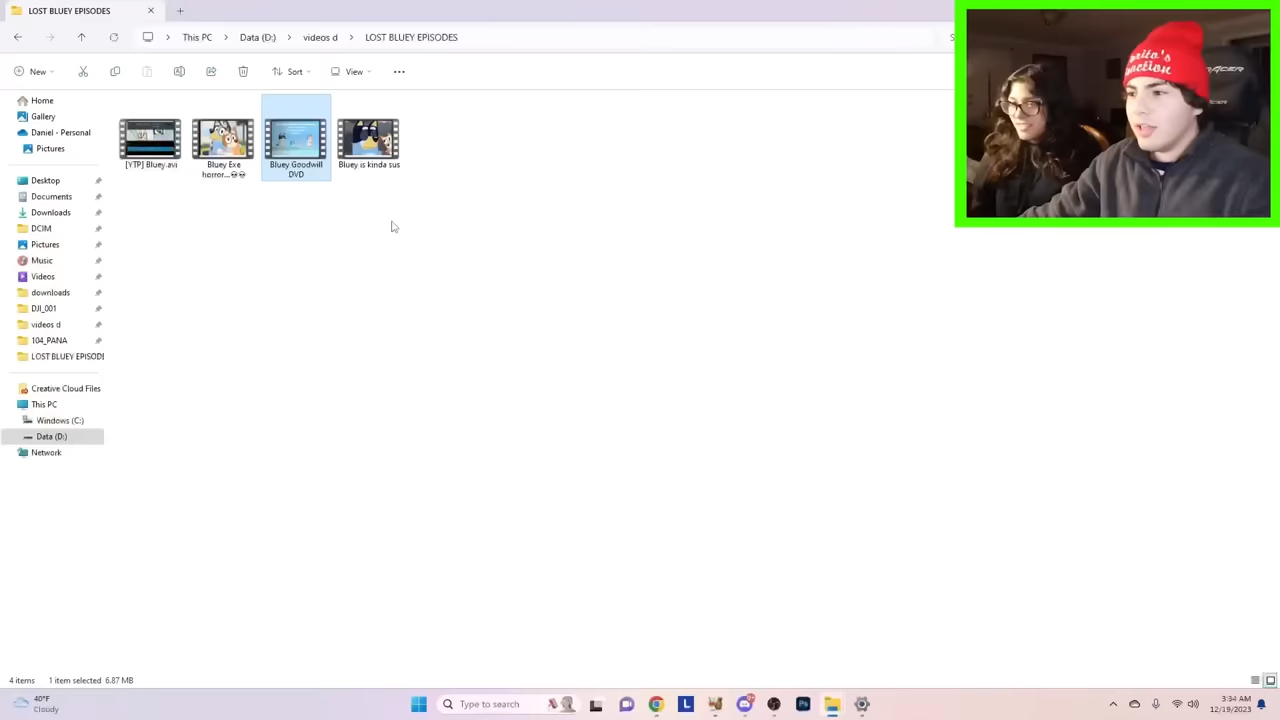 LOST BLUEY EPISODES
This PC
Data (D:)
videos d
LOST BLUEY EPISODES
S
New
Sort
View
Home
Gallery
Daniel - Personal
Pictures
Desktop
Documents
Downloads
DCIM
Pictures
Music
Videos
downloads
DJI_001
videos d
104_PANA
LOST BLUEY EPISODE
Creative Cloud Files
This PC
Windows (C:)
Data (D:)
Network
[YTP] Bluey.avi
Bluey Exe
horror...💀💀
Bluey Goodwill
DVD
Bluey is kinda sus
4 items
1 item selected 6.87 MB
40°F
Cloudy
Type to search
L
Ps
3:34 AM
12/19/2023